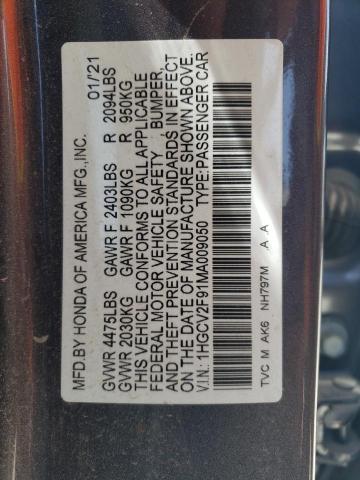 MFD.BY HONDA OF AMERICA MFG.,INC. 01/'21
GVWR 4475LBS GAWR F 2403LBS R 2094LBS
GVWR 2030KG GAWR F 1090KG R 950KG
THIS VEHICLE CONFORMS TO ALL APPLICABLE
FEDERAL MOTOR VEHICLE SAFETY , BUMPER,
AND THEFT PREVENTION STANDARDS IN EFFECT
ON THE DATE OF MANUFACTURE SHOWN ABOVE.
V.I.N.: 1HGCV2F91MA009050 TYPE: PASSENGER CAR
TVC M AK6 NH797M A A